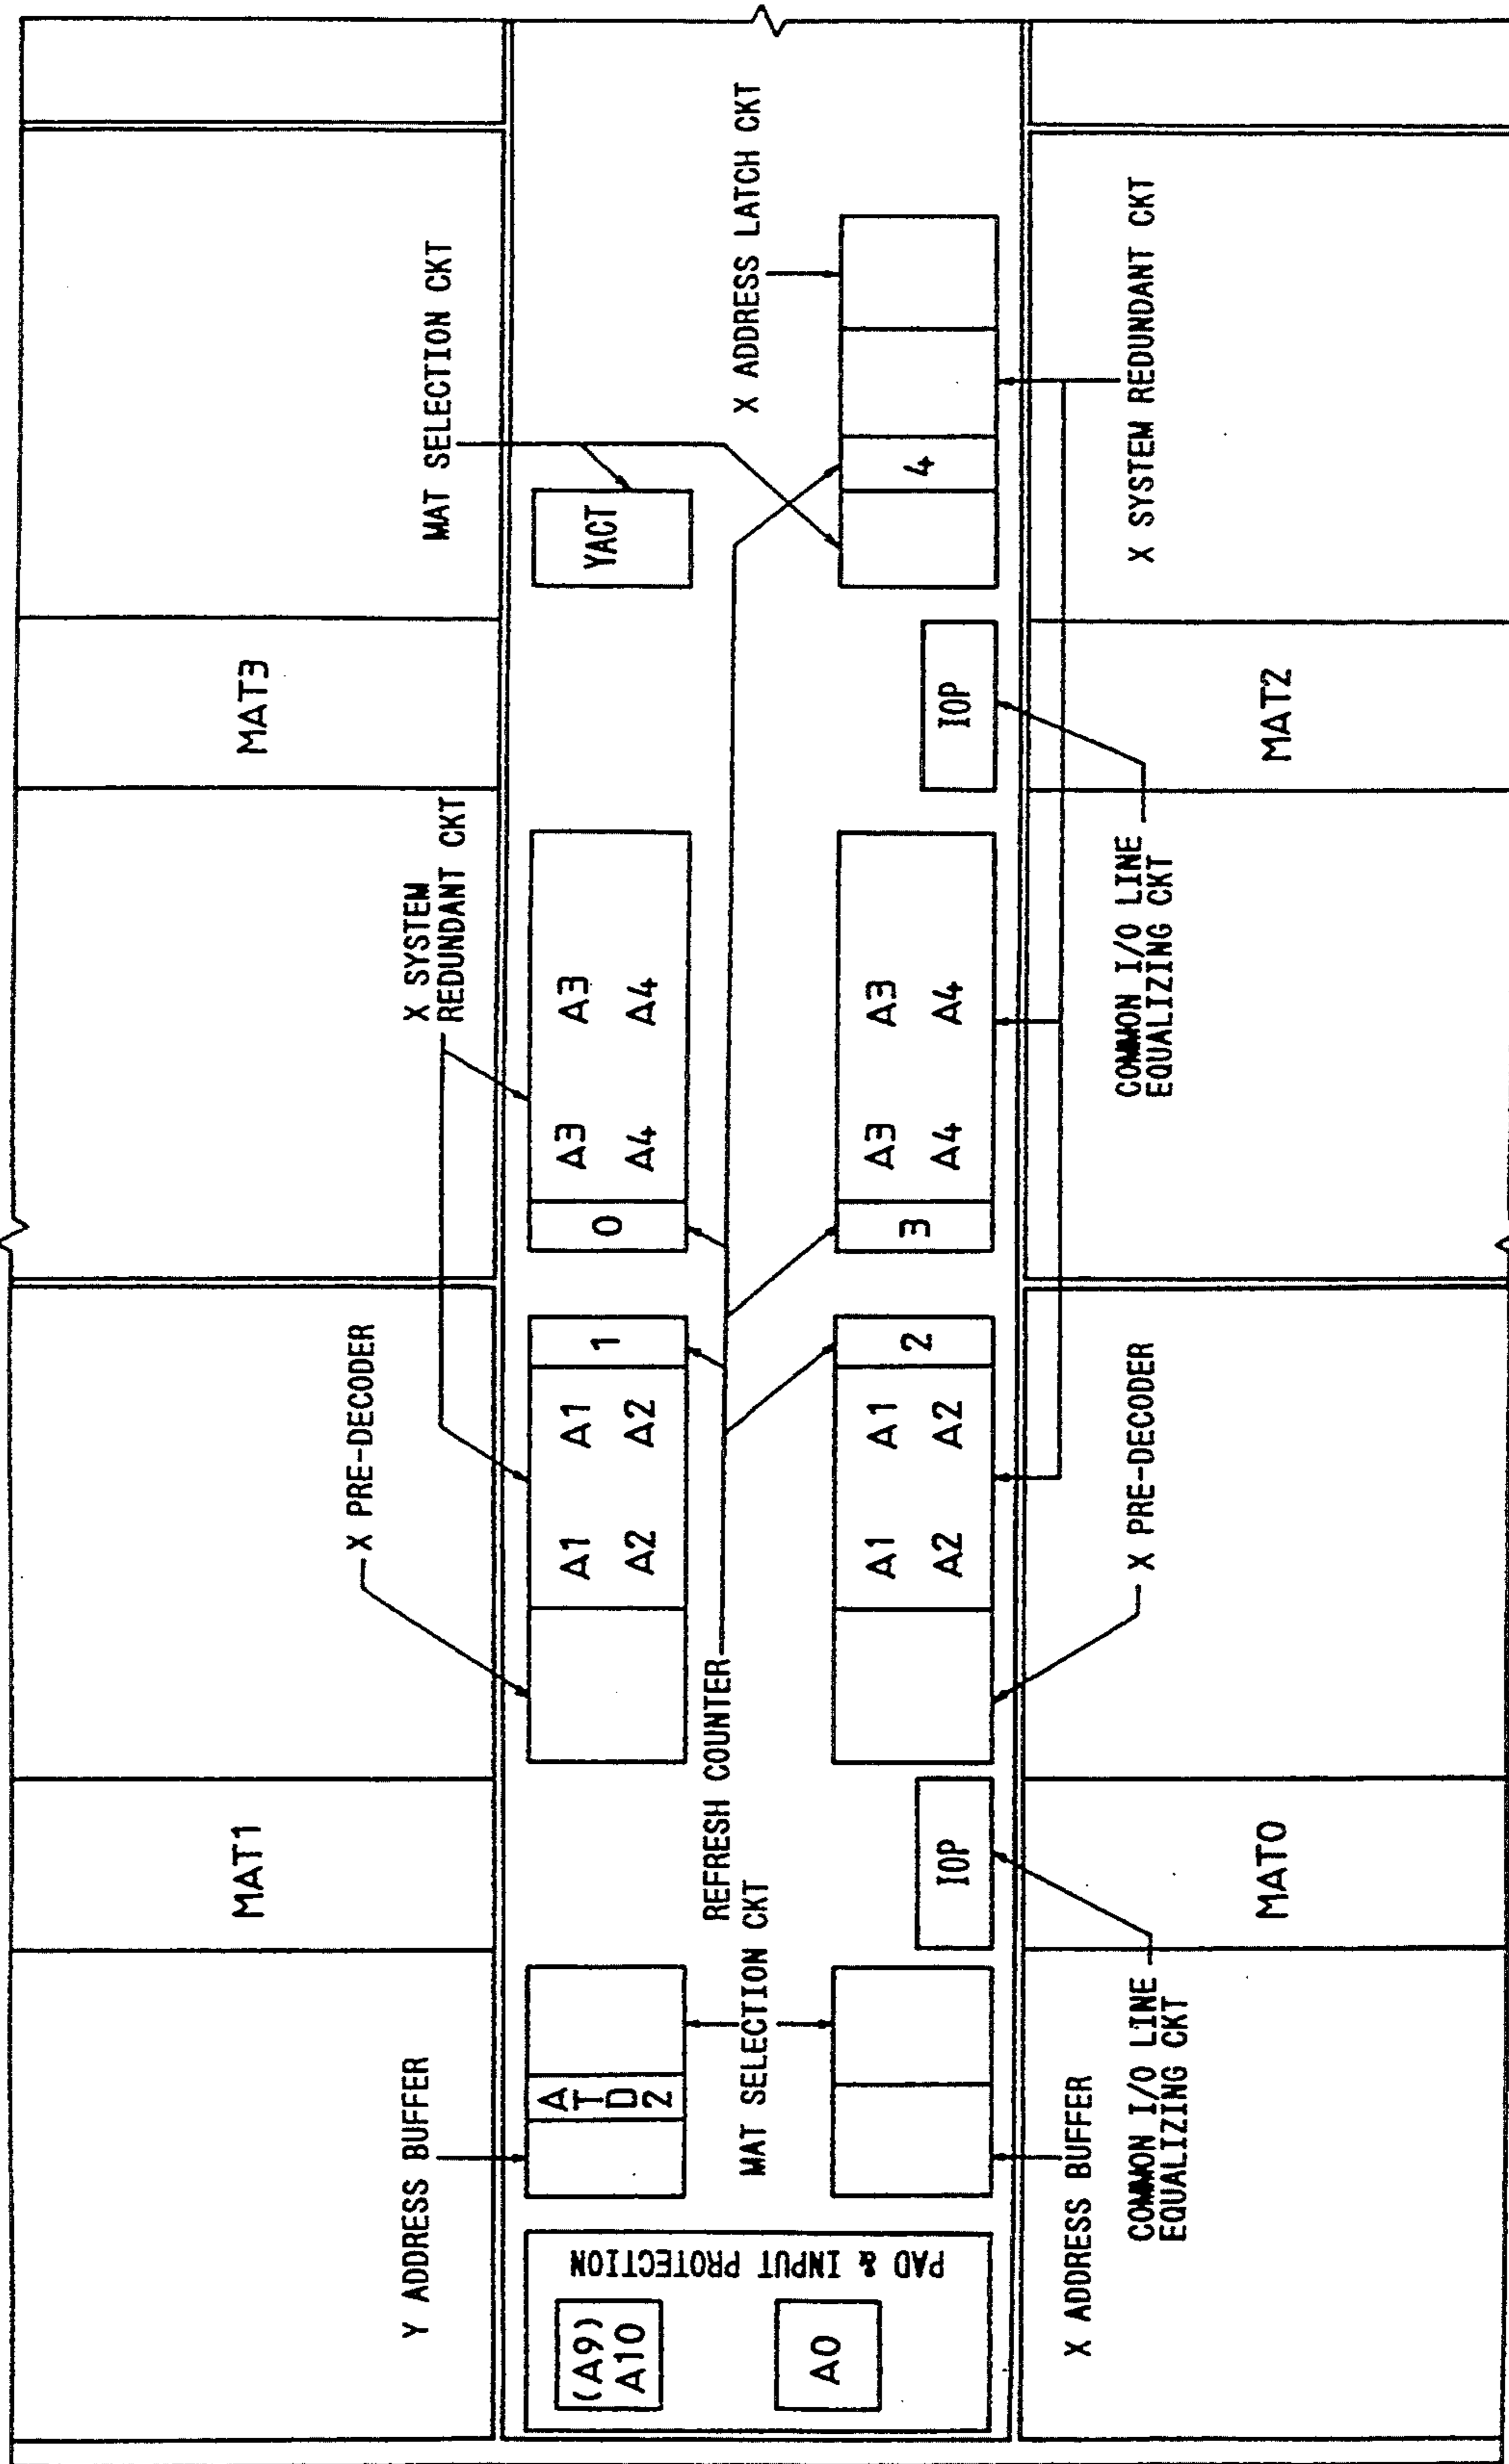 MAT1
MAT3
Y ADDRESS BUFFER
X PRE-DECODER
X SYSTEM
REDUNDANT CKT
MAT SELECTION CKT
PAD & INPUT PROTECTION
(A9)
A10
A0
ATD2
A1 A1
A2 A2
1
0
A3 A3
A4 A4
YACT
REFRESH COUNTER
MAT SELECTION CKT
X ADDRESS LATCH CKT
A1 A1
A2 A2
2
3
A3 A3
A4 A4
4
IOP
IOP
X ADDRESS BUFFER
COMMON I/O LINE
EQUALIZING CKT
X PRE-DECODER
COMMON I/O LINE
EQUALIZING CKT
X SYSTEM REDUNDANT CKT
MAT0
MAT2